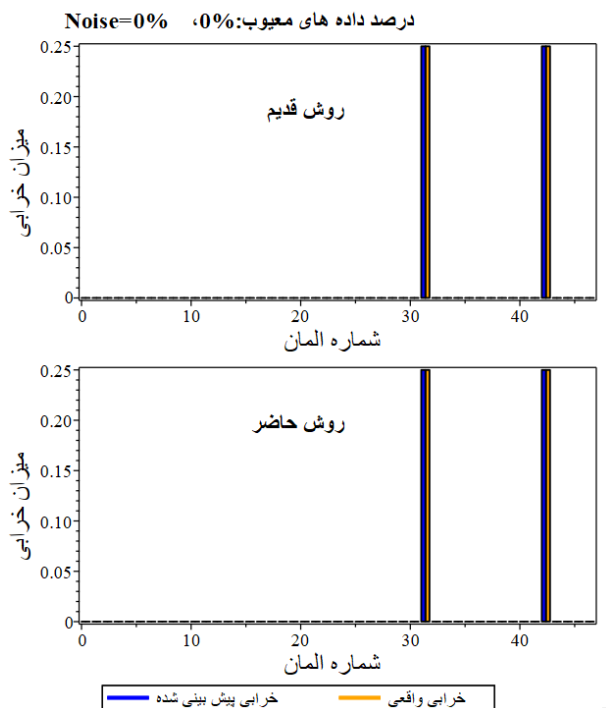 درصد داده های معیوب:0%، Noise=0%
روش قدیم
میزان خرابی
0.25
0.20
0.15
0.10
0.05
0
0 10 20 30 40
شماره المان
روش حاضر
میزان خرابی
0.25
0.20
0.15
0.10
0.05
0
0 10 20 30 40
شماره المان
خرابی پیش بینی شده خرابی واقعی